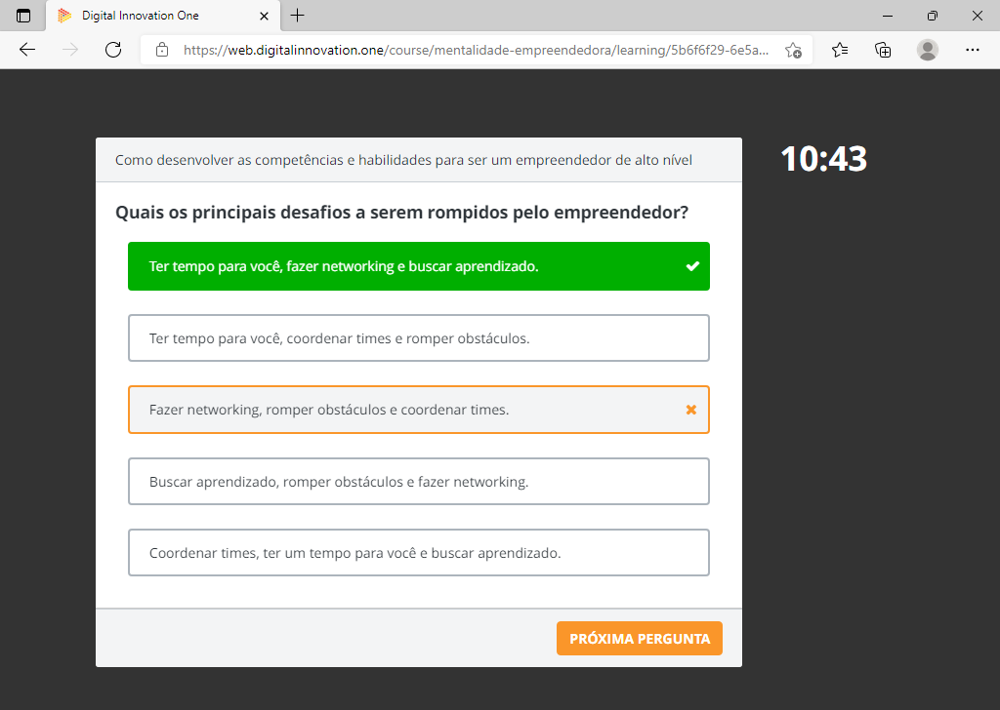 Digital Innovation One
https://web.digitalinnovation.one/course/mentalidade-empreendedora/learning/5b6f6f29-6e5a...
Como desenvolver as competências e habilidades para ser um empreendedor de alto nível
10:43
Quais os principais desafios a serem rompidos pelo empreendedor?
Ter tempo para você, fazer networking e buscar aprendizado.
Ter tempo para você, coordenar times e romper obstáculos.
Fazer networking, romper obstáculos e coordenar times.
Buscar aprendizado, romper obstáculos e fazer networking.
Coordenar times, ter um tempo para você e buscar aprendizado.
PRÓXIMA PERGUNTA